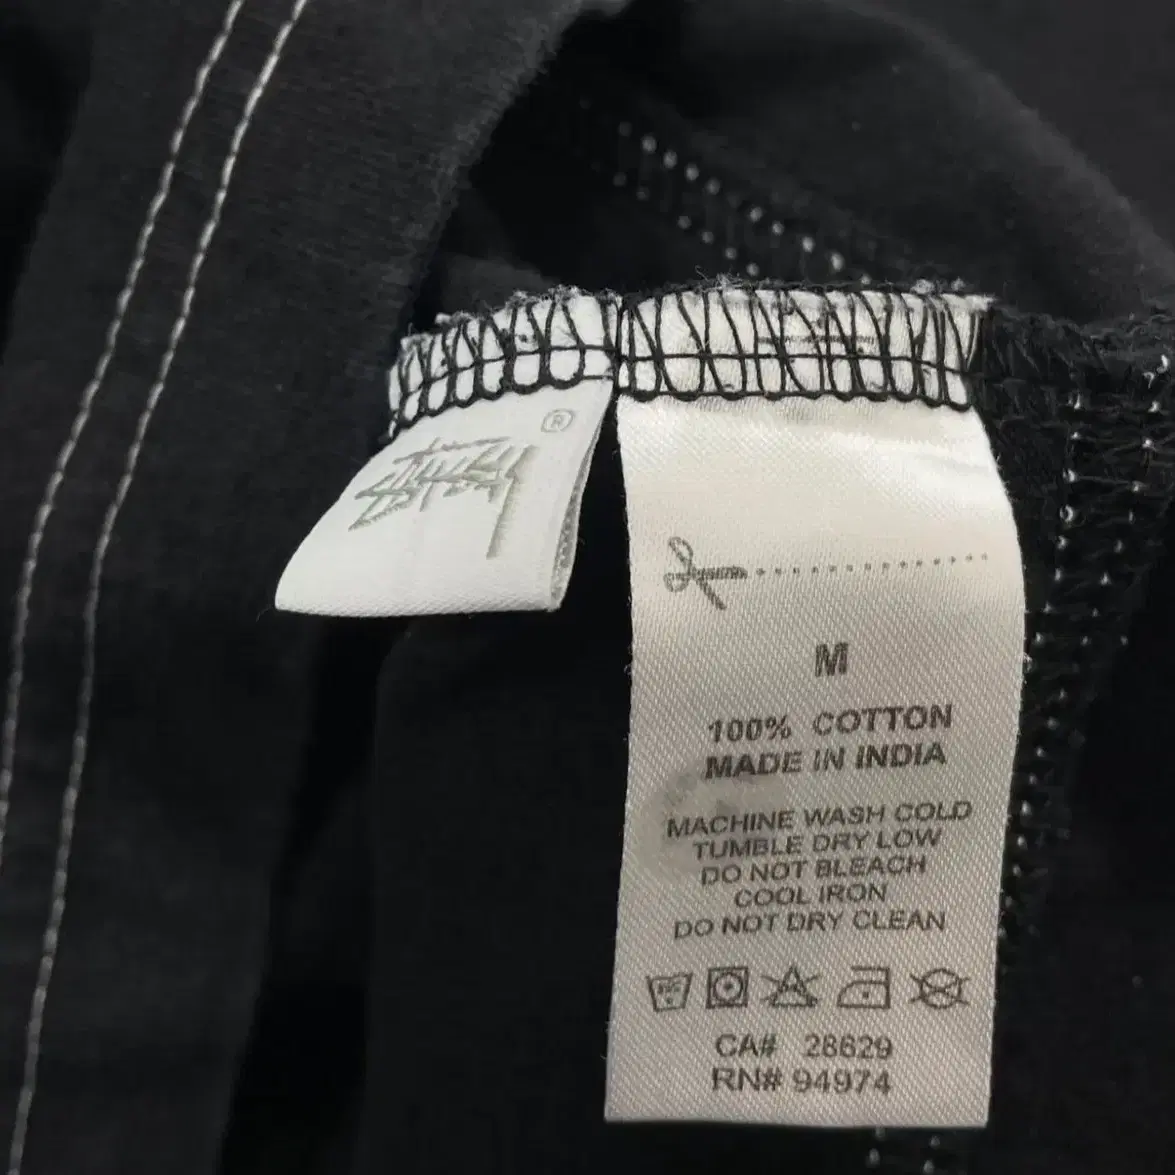 STÜSSY
®
M
100% COTTON
MADE IN INDIA
MACHINE WASH COLD
TUMBLE DRY LOW
DO NOT BLEACH
COOL IRON
DO NOT DRY CLEAN
CA# 28629
RN# 94974